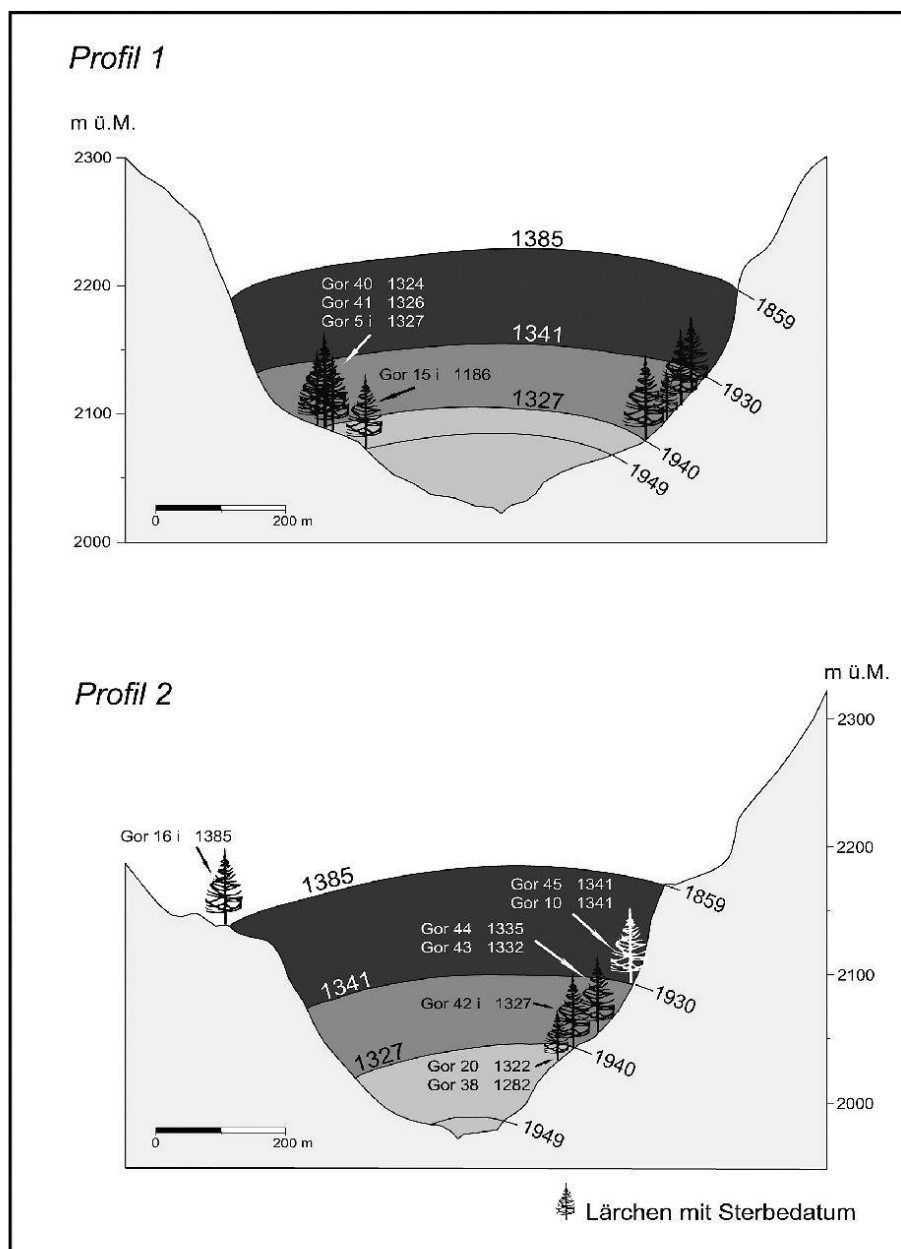 Profil 1
m ü.M.
2300
2200
2100
2000
1385
Gor 40 1324
Gor 41 1326
Gor 5 i 1327
1341
Gor 15 i 1186
1327
1859
1930
1940
1949
0 200 m
Profil 2
m ü.M.
2300
2200
2100
2000
Gor 16 i 1385
1385
Gor 45 1341
Gor 10 1341
1859
Gor 44 1335
Gor 43 1332
1341
1930
Gor 42 i 1327
1327
1940
Gor 20 1322
Gor 38 1282
1949
0 200 m
Lärchen mit Sterbedatum